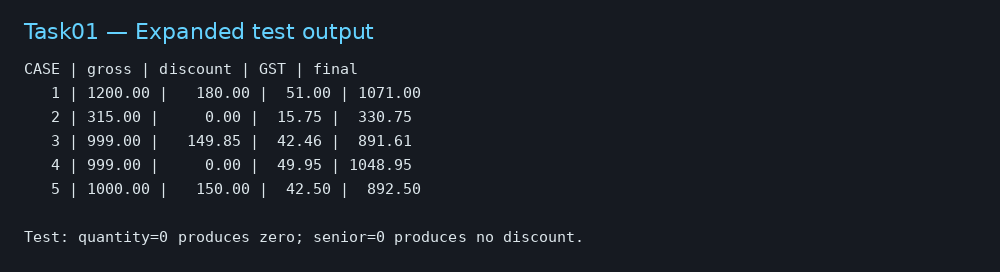 Task01 — Expanded test output
CASE | gross | discount | GST | final
   1 | 1200.00 |   180.00 |  51.00 | 1071.00
   2 | 315.00 |     0.00 |  15.75 |  330.75
   3 | 999.00 |   149.85 |  42.46 |  891.61
   4 | 999.00 |     0.00 |  49.95 | 1048.95
   5 | 1000.00 |   150.00 |  42.50 |  892.50
Test: quantity=0 produces zero; senior=0 produces no discount.